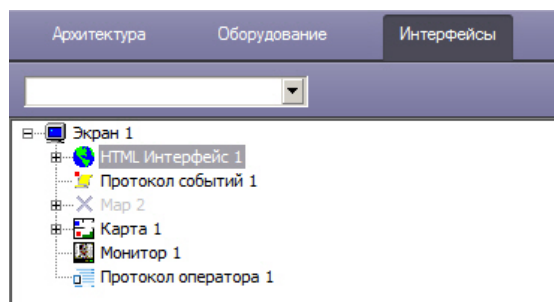 Архитектура Оборудование Интерфейсы
Экран 1
HTML Интерфейс 1
Протокол событий 1
Map 2
Карта 1
Монитор 1
Протокол оператора 1